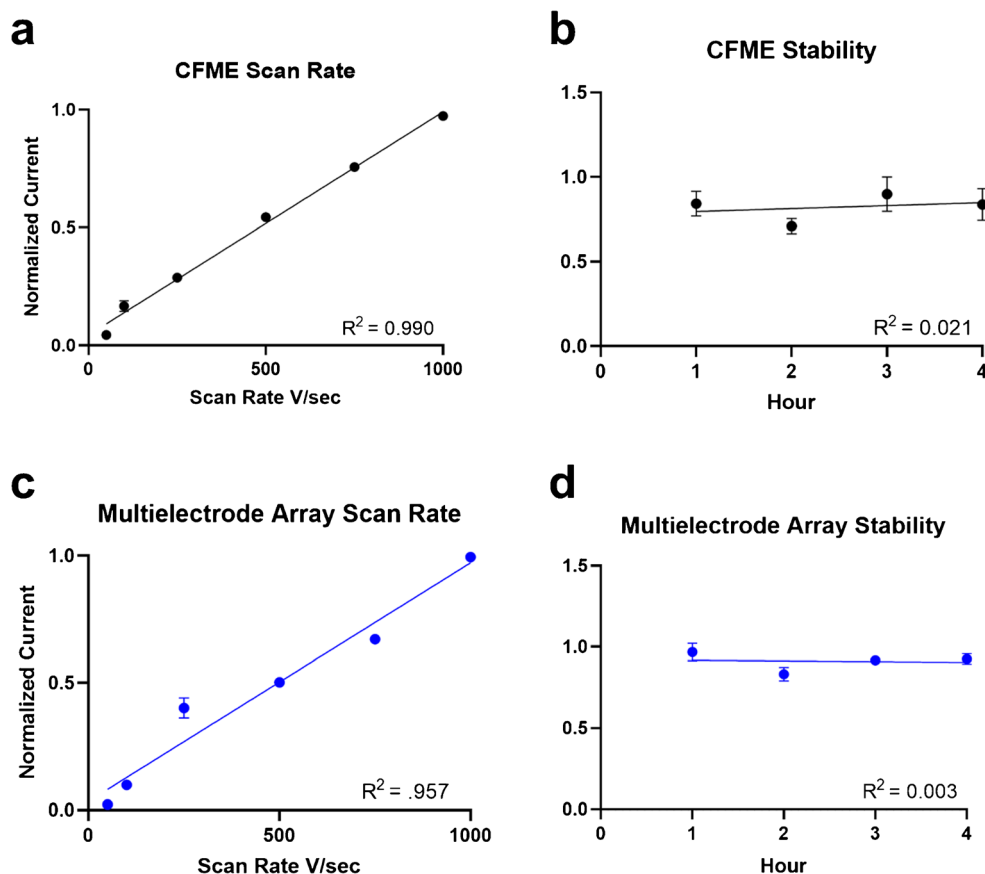 a
CFME Scan Rate
Normalized Current
1.0
0.5
0.0
0
500
1000
R² = 0.990
Scan Rate V/sec
b
CFME Stability
1.5
1.0
0.5
0.0
0
1
2
3
4
R² = 0.021
Hour
c
Multielectrode Array Scan Rate
Normalized Current
1.0
0.5
0.0
0
500
1000
R² = .957
Scan Rate V/sec
d
Multielectrode Array Stability
1.5
1.0
0.5
0.0
0
1
2
3
4
R² = 0.003
Hour